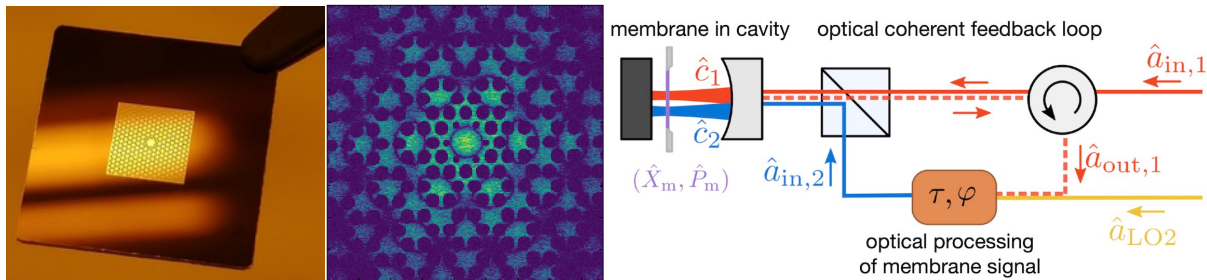 membrane in cavity
optical coherent feedback loop
ĉ₁
ĉ₂
(X̂ₘ, P̂ₘ)
â_in,1
â_out,1
â_in,2
τ, φ
â_LO2
optical processing
of membrane signal